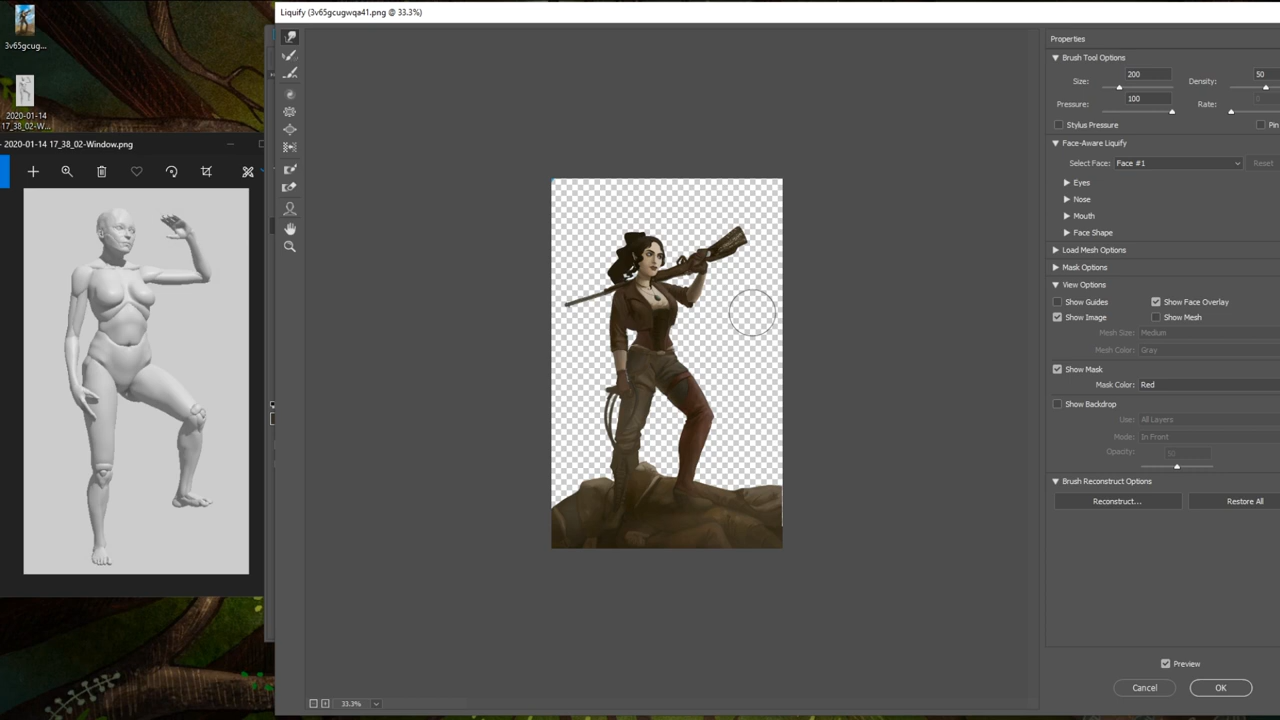 Liquify (3v65gcugwqa41.png @ 33.3%)
3v65gcug...
2020-01-14
17_38_02-W...
- 2020-01-14 17_38_02-Window.png
Properties
Brush Tool Options
Size: 200 Density: 50
Pressure: 100 Rate: 0
Stylus Pressure Pin
Face-Aware Liquify
Select Face: Face #1 Reset
Eyes
Nose
Mouth
Face Shape
Load Mesh Options
Mask Options
View Options
Show Guides Show Face Overlay
Show Image Show Mesh
Mesh Size: Medium
Mesh Color: Gray
Show Mask
Mask Color: Red
Show Backdrop
Use: All Layers
Mode: In Front
Opacity: 50
Brush Reconstruct Options
Reconstruct... Restore All
Preview
Cancel OK
33.3%